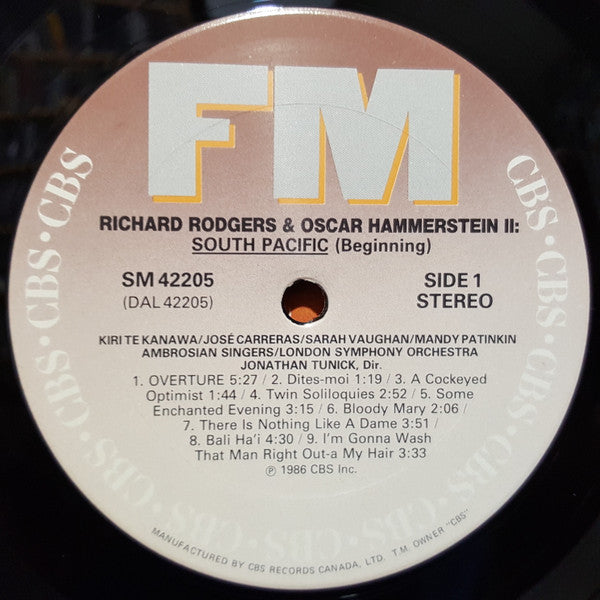 FM
RICHARD RODGERS & OSCAR HAMMERSTEIN II:
SOUTH PACIFIC (Beginning)
SM 42205
SIDE 1
(DAL 42205)
STEREO
KIRI TE KANAWA/JOSÉ CARRERAS/SARAH VAUGHAN/MANDY PATINKIN
AMBROSIAN SINGERS/LONDON SYMPHONY ORCHESTRA
JONATHAN TUNICK, Dir.
1. OVERTURE 5:27 / 2. Dites-moi 1:19 / 3. A Cockeyed
Optimist 1:44 / 4. Twin Soliloquies 2:52 / 5. Some
Enchanted Evening 3:15 / 6. Bloody Mary 2:06 /
7. There Is Nothing Like A Dame 3:51 /
8. Bali Ha'i 4:30 / 9. I'm Gonna Wash
That Man Right Out-a My Hair 3:33
℗ 1986 CBS Inc.
CBS · CBS · CBS · CBS · CBS · CBS · CBS · CBS · CBS · CBS · CBS
MANUFACTURED BY CBS RECORDS CANADA, LTD. T.M. OWNER "CBS"